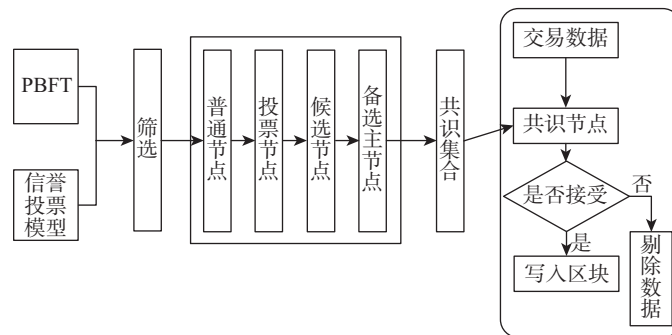 PBFT
信誉
投票
模型
筛选
普通节点
投票节点
候选节点
备选主节点
共识集合
交易数据
共识节点
是否接受
是
否
写入区块
剔除数据